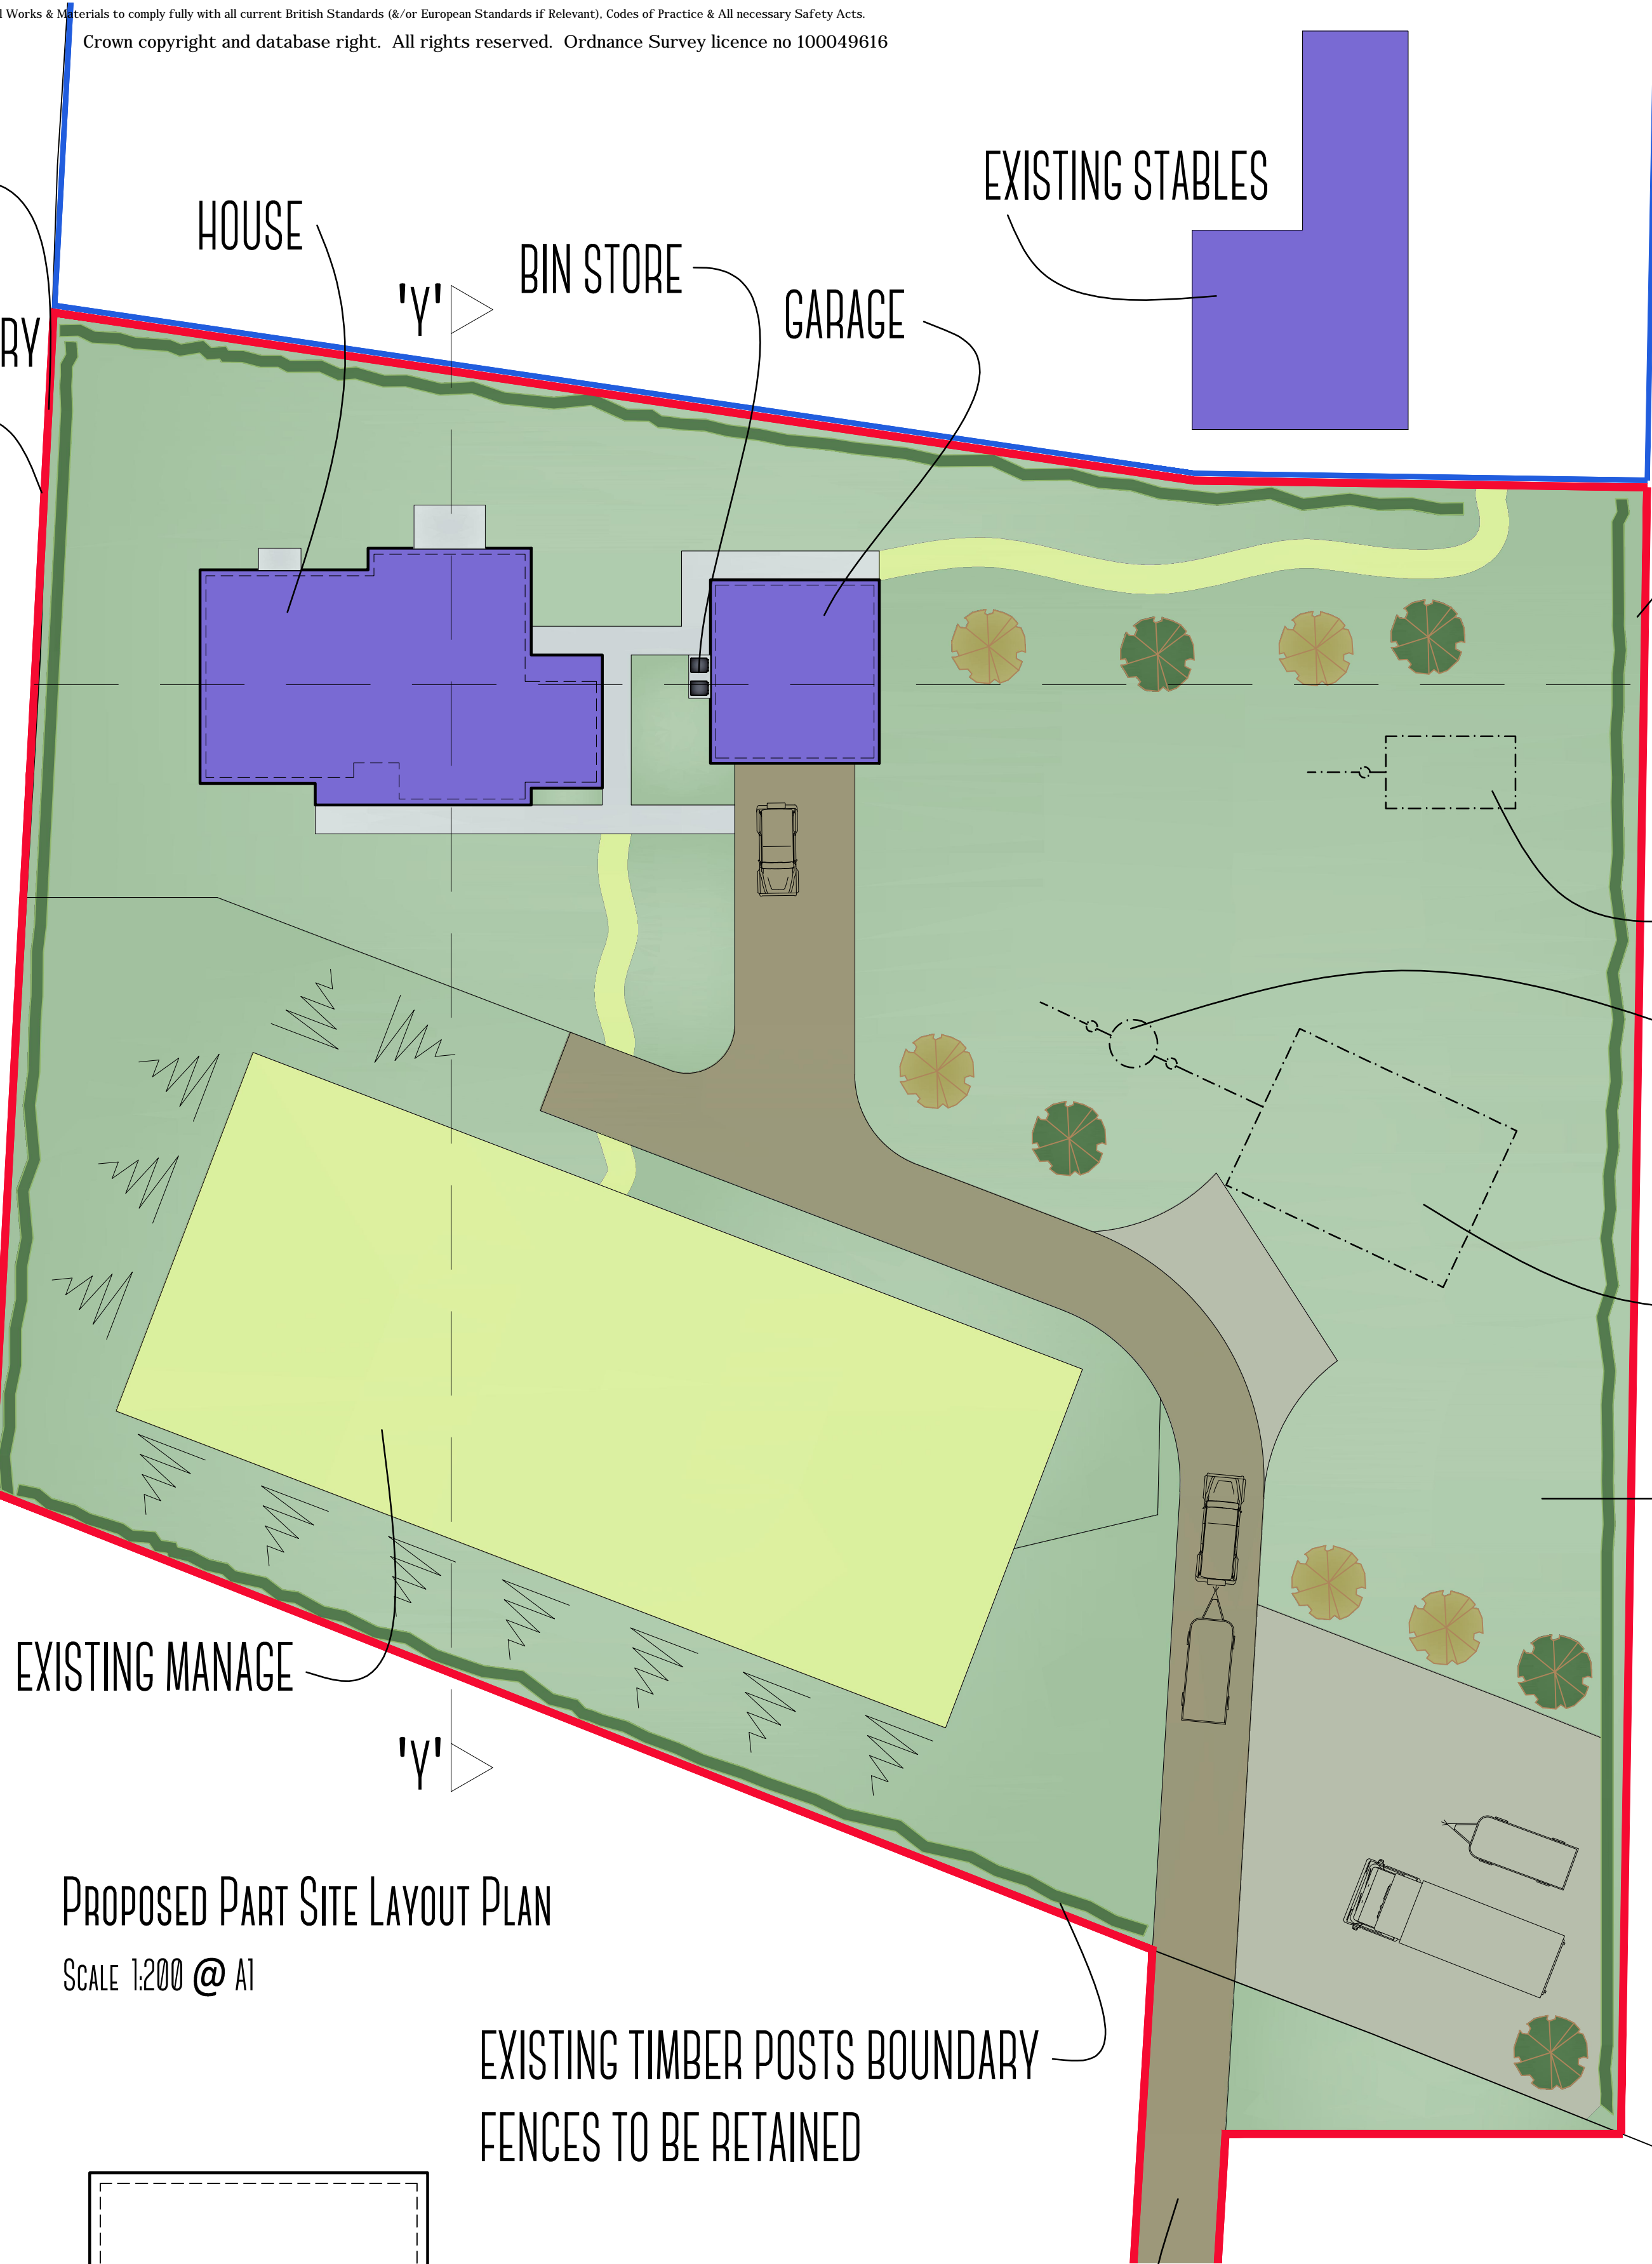 Works & Materials to comply fully with all current British Standards (&/or European Standards if Relevant), Codes of Practice & All necessary Safety Acts.
Crown copyright and database right. All rights reserved. Ordnance Survey licence no 100049616
EXISTING STABLES
HOUSE
BIN STORE
'Y'
GARAGE
RY
EXISTING MANAGE
'Y'
PROPOSED PART SITE LAYOUT PLAN
SCALE 1:200 @ A1
EXISTING TIMBER POSTS BOUNDARY
FENCES TO BE RETAINED